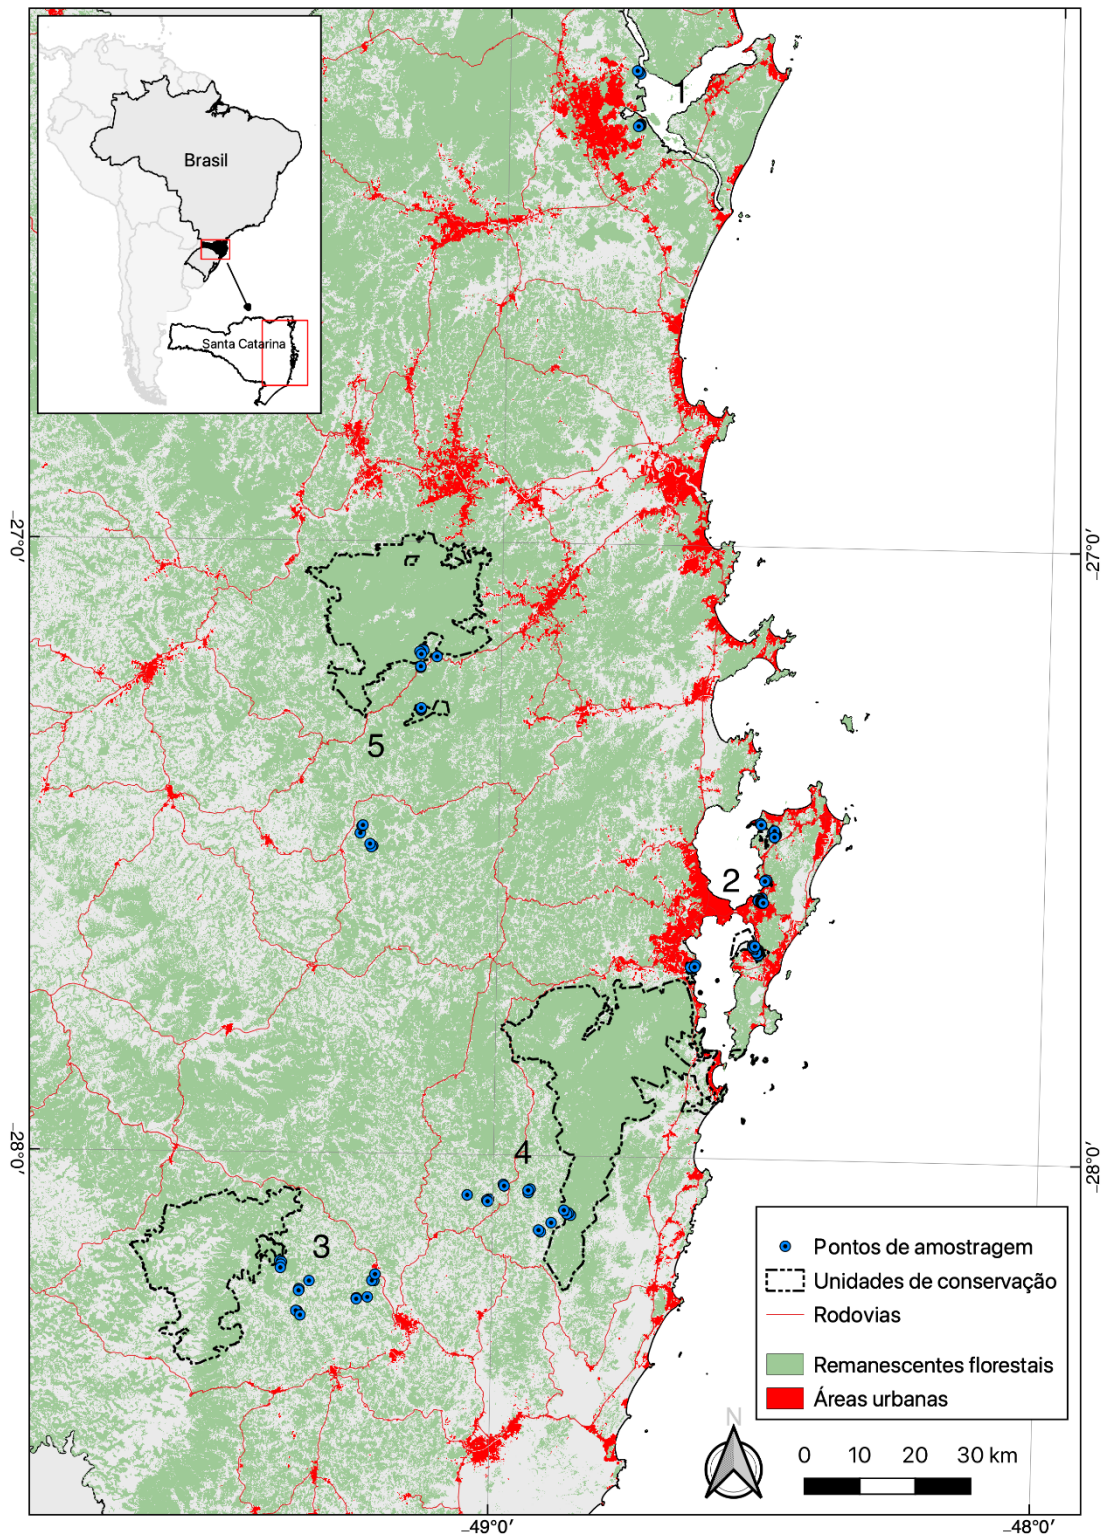 Brasil
Santa Catarina
1
2
3
4
5
−27°0′
−27°0′
−28°0′
−28°0′
−49°0′
−48°0′
Pontos de amostragem
Unidades de conservação
Rodovias
Remanescentes florestais
Áreas urbanas
N
0 10 20 30 km